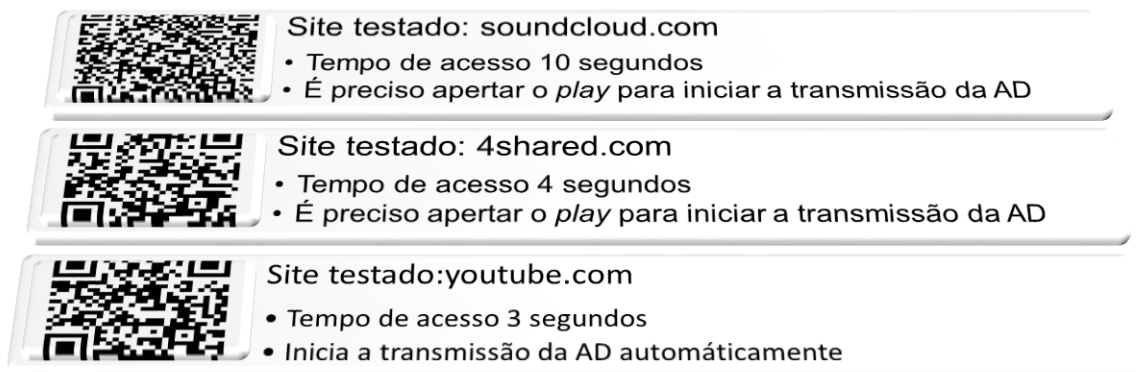 Site testado: soundcloud.com
• Tempo de acesso 10 segundos
• É preciso apertar o play para iniciar a transmissão da AD
Site testado: 4shared.com
• Tempo de acesso 4 segundos
• É preciso apertar o play para iniciar a transmissão da AD
Site testado:youtube.com
• Tempo de acesso 3 segundos
• Inicia a transmissão da AD automáticamente